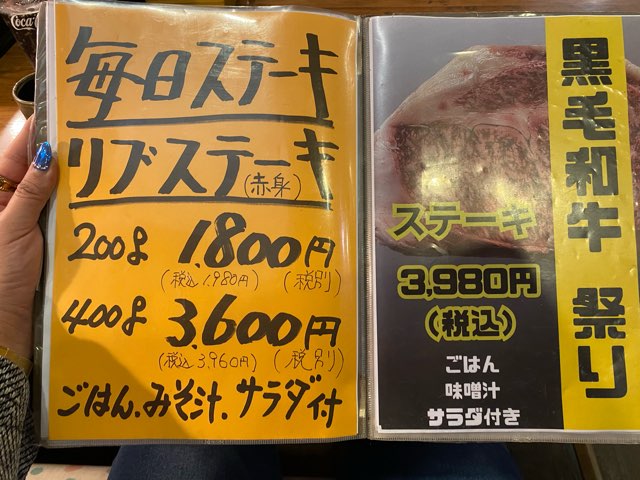 毎日ステーキ
リブステーキ
(赤身)
200g 1,800円
(税込 1,980円) (税別)
400g 3,600円
(税込 3,960円) (税別)
ごはん、みそ汁、サラダ付
黒毛和牛 祭り
ステーキ
3,980円
(税込)
ごはん
味噌汁
サラダ付き